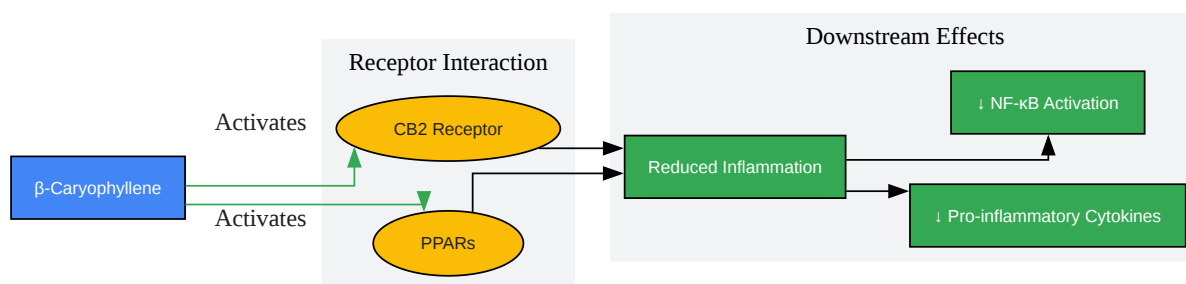 Downstream Effects
Receptor Interaction
↓ NF-κB Activation
Activates
CB2 Receptor
Reduced Inflammation
β-Caryophyllene
Activates
PPARs
↓ Pro-inflammatory Cytokines